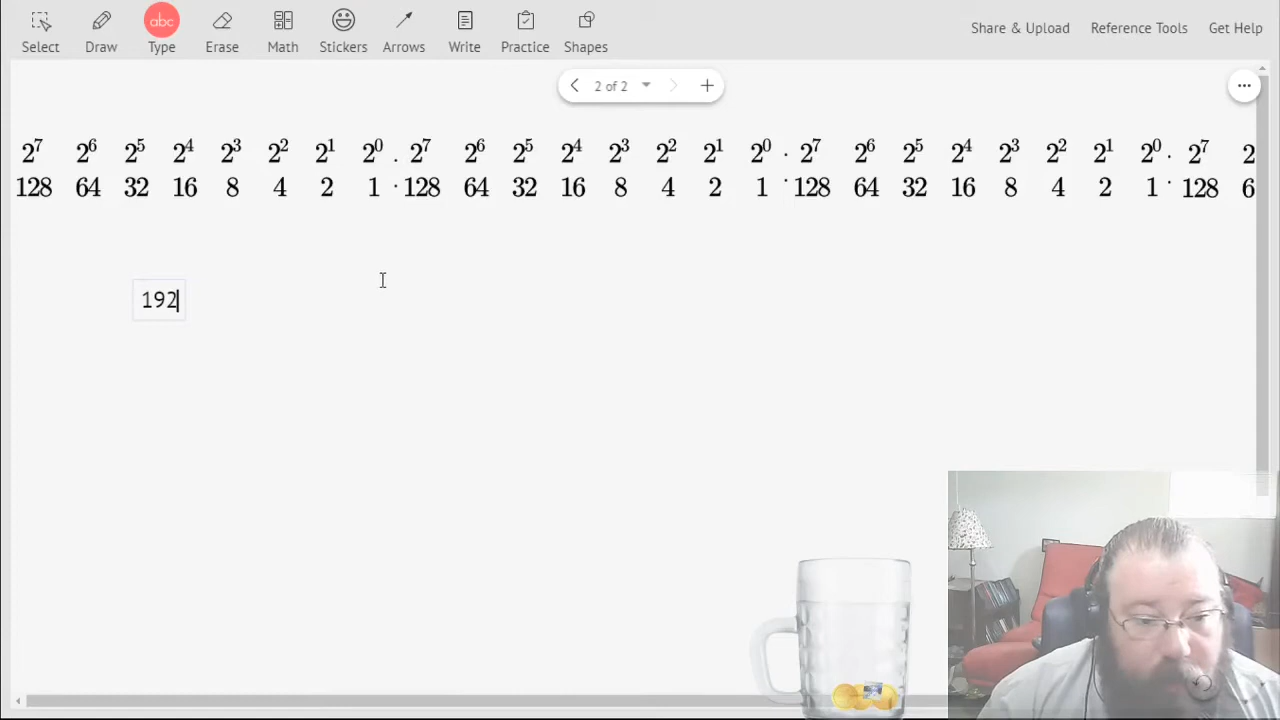 Select Draw Type Erase Math Stickers Arrows Write Practice Shapes Share & Upload Reference Tools Get Help
abc
2 of 2
2⁷ 2⁶ 2⁵ 2⁴ 2³ 2² 2¹ 2⁰ . 2⁷ 2⁶ 2⁵ 2⁴ 2³ 2² 2¹ 2⁰ . 2⁷ 2⁶ 2⁵ 2⁴ 2³ 2² 2¹ 2⁰ . 2⁷ 2
128 64 32 16 8 4 2 1 . 128 64 32 16 8 4 2 1 . 128 64 32 16 8 4 2 1 . 128 6
192